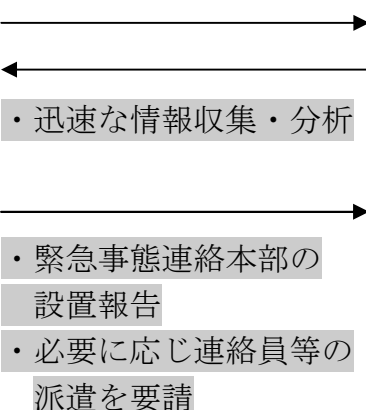 ・迅速な情報収集・分析
・緊急事態連絡本部の
設置報告
・必要に応じ連絡員等の
派遣を要請